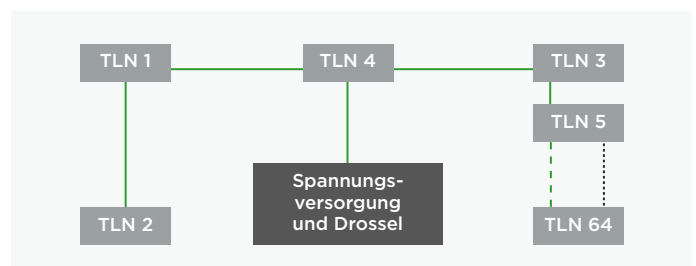 TLN 1
TLN 4
TLN 3
TLN 5
Spannungs-
versorgung
und Drossel
TLN 2
TLN 64